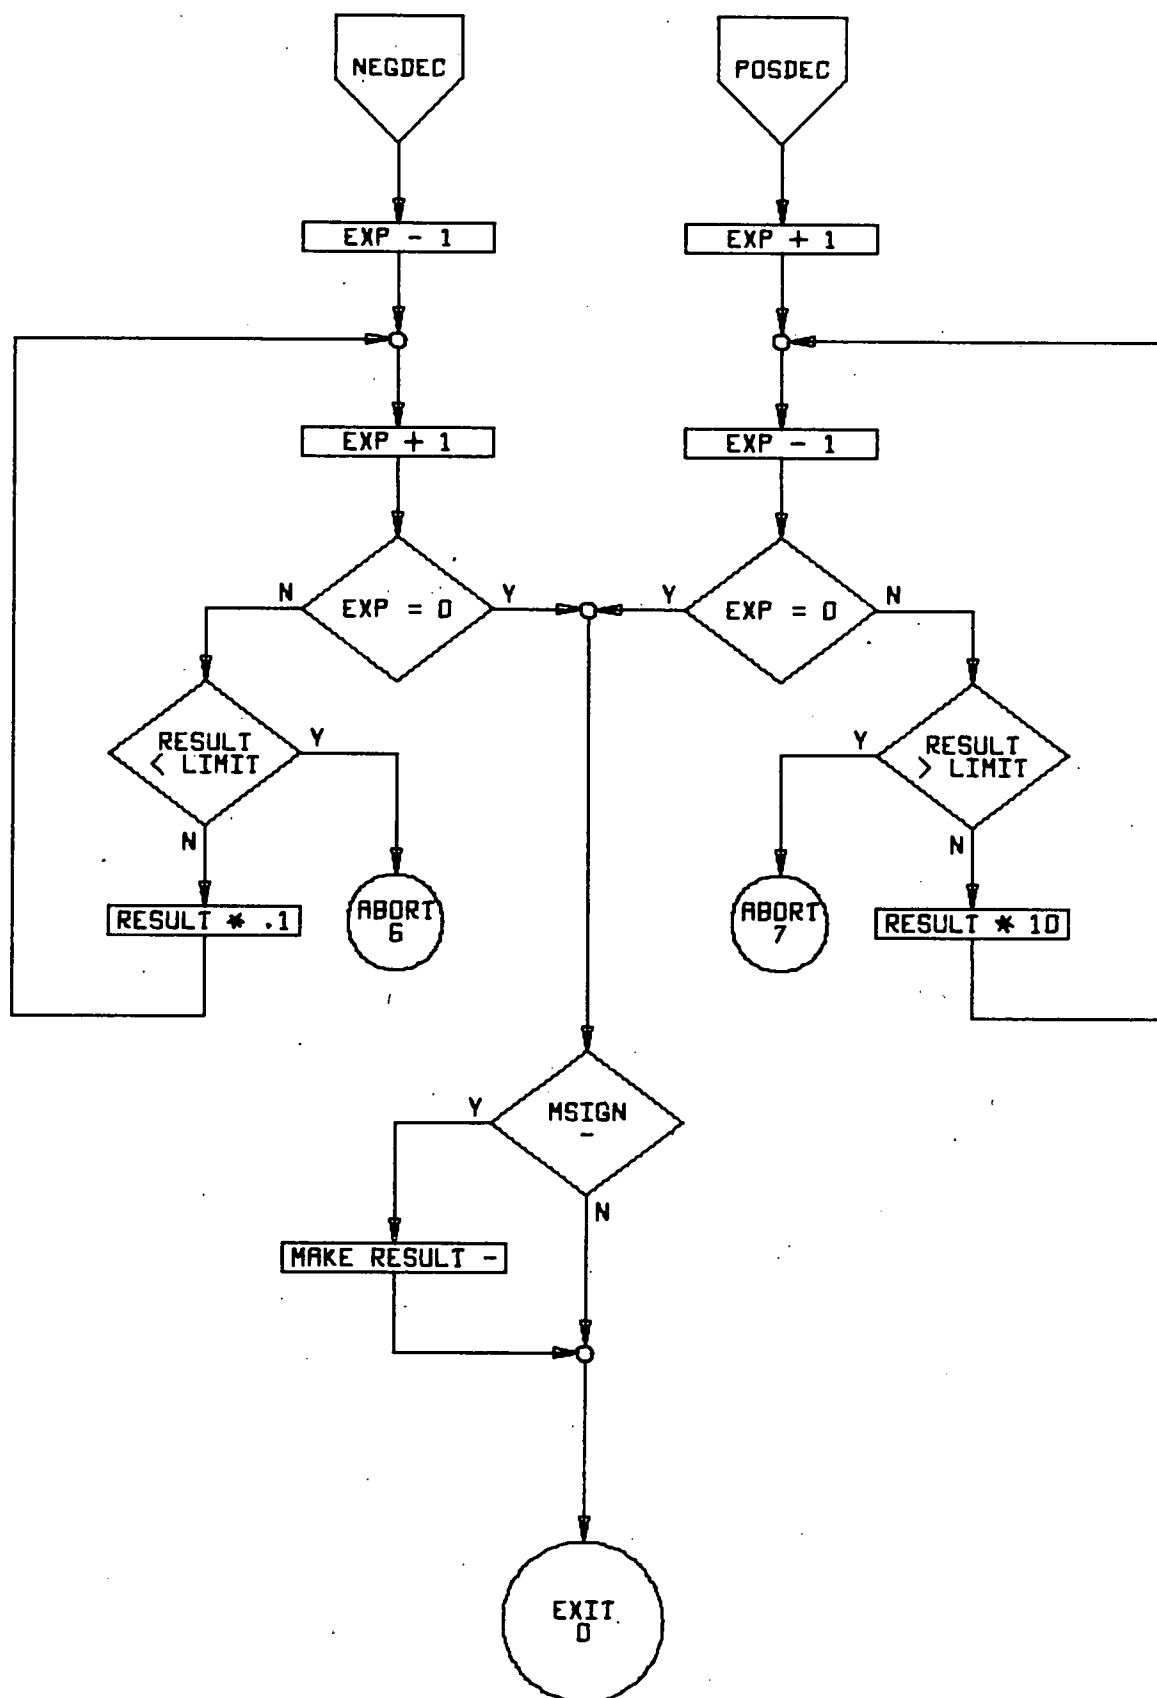 NEGDEC
POSDEC
EXP - 1
EXP + 1
EXP + 1
EXP - 1
N
EXP = 0
Y
Y
EXP = 0
N
RESULT
< LIMIT
Y
N
Y
RESULT
> LIMIT
N
RESULT * .1
ABORT
6
ABORT
7
RESULT * 10
Y
MSIGN
-
N
MAKE RESULT -
EXIT
0